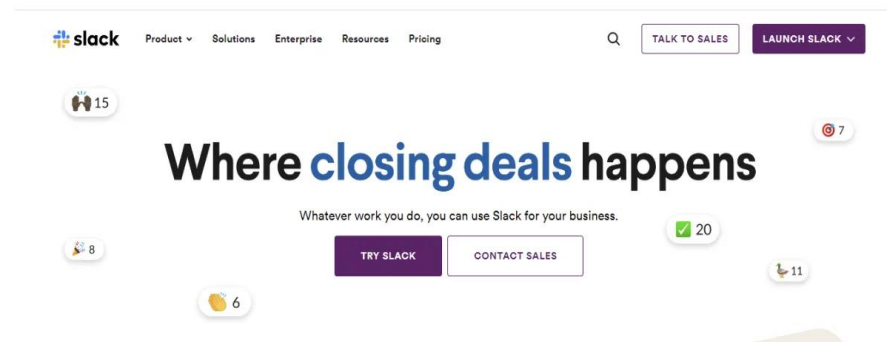 slack Product Solutions Enterprise Resources Pricing TALK TO SALES LAUNCH SLACK
15
7
Where closing deals happens
Whatever work you do, you can use Slack for your business.
20
8
TRY SLACK CONTACT SALES
11
6